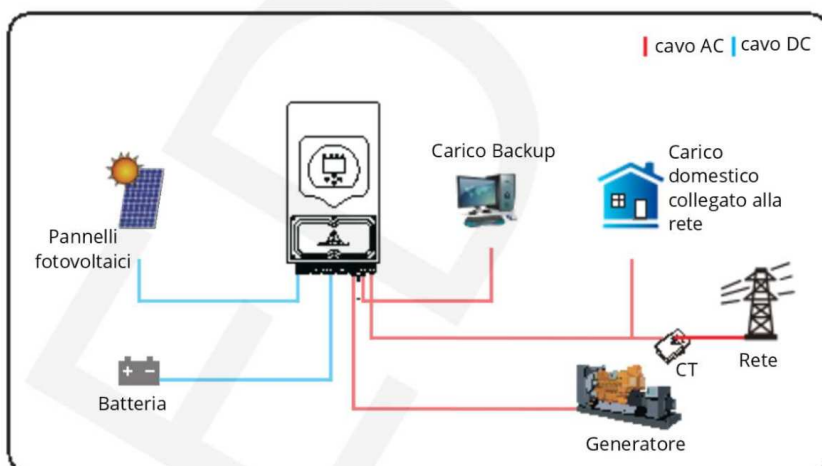 cavo AC cavo DC
Carico Backup
Carico
domestico
collegato alla
rete
Pannelli
fotovoltaici
Batteria
CT
Rete
Generatore